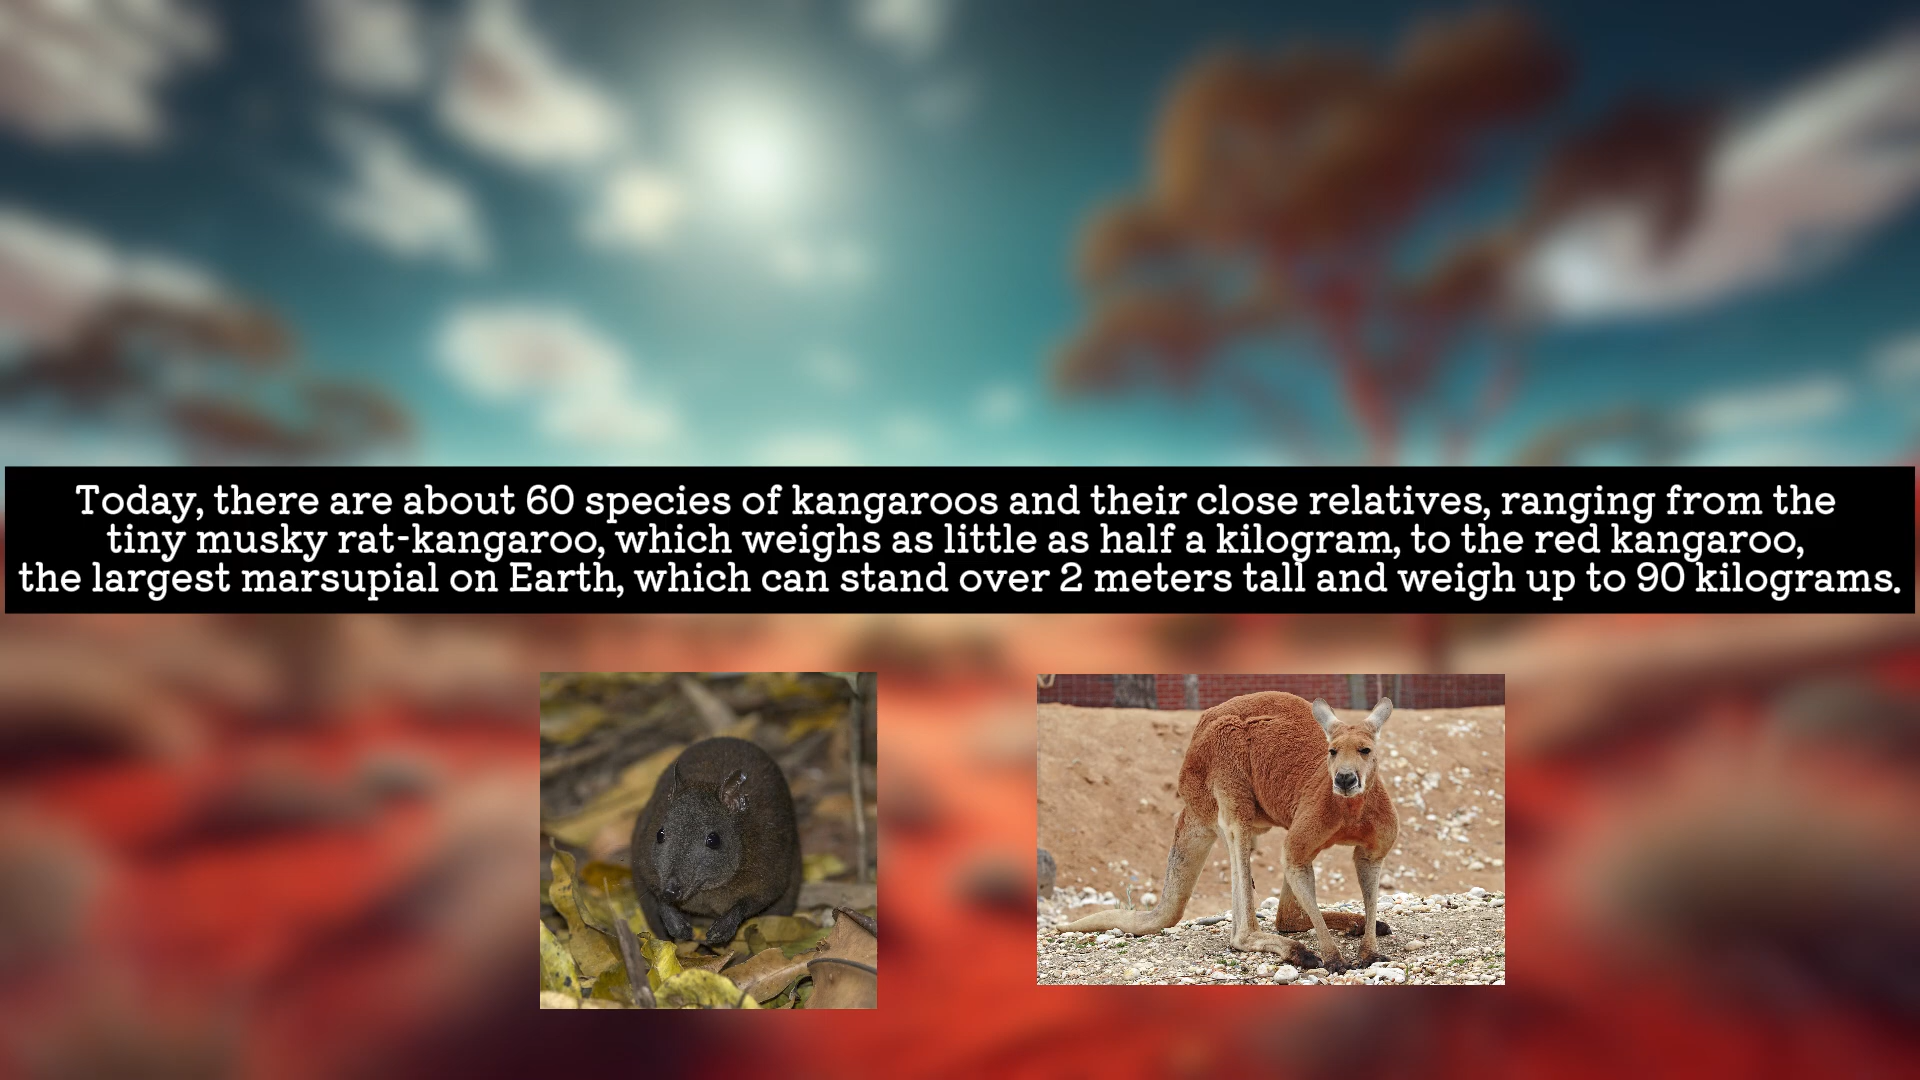 Today, there are about 60 species of kangaroos and their close relatives, ranging from the
tiny musky rat-kangaroo, which weighs as little as half a kilogram, to the red kangaroo,
the largest marsupial on Earth, which can stand over 2 meters tall and weigh up to 90 kilograms.